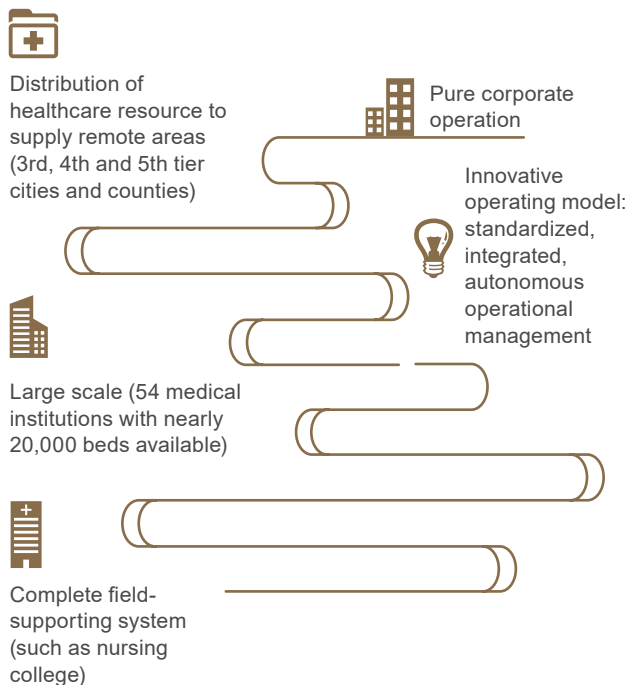 Distribution of
healthcare resource to
supply remote areas
(3rd, 4th and 5th tier
cities and counties)
Pure corporate
operation
Innovative
operating model:
standardized,
integrated,
autonomous
operational
management
Large scale (54 medical
institutions with nearly
20,000 beds available)
Complete field-
supporting system
(such as nursing
college)